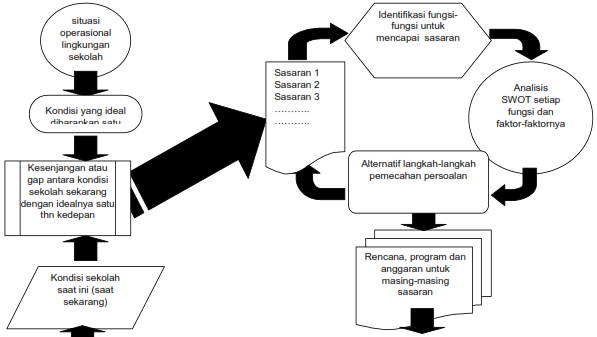 situasi
operasional
lingkungan
sekolah
Kondisi yang ideal
diharapkan satu
Kesenjangan atau
gap antara kondisi
sekolah sekarang
dengan idealnya satu
thn kedepan
Kondisi sekolah
saat ini (saat
sekarang)
Sasaran 1
Sasaran 2
Sasaran 3
………..
………..
Identifikasi fungsi-
fungsi untuk
mencapai sasaran
Analisis
SWOT setiap
fungsi dan
faktor-faktornya
Alternatif langkah-langkah
pemecahan persoalan
Rencana, program dan
anggaran untuk
masing-masing
sasaran